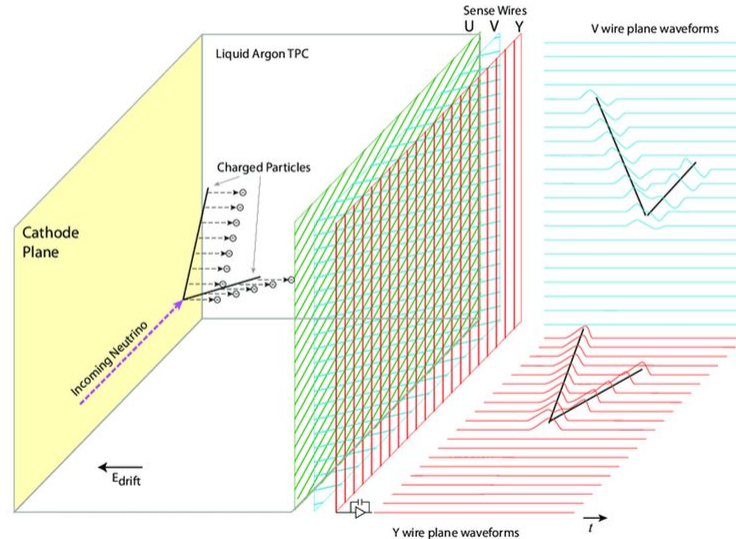 Sense Wires
U V Y
V wire plane waveforms
Liquid Argon TPC
Charged Particles
Cathode
Plane
Incoming Neutrino
Edrift
t
Y wire plane waveforms